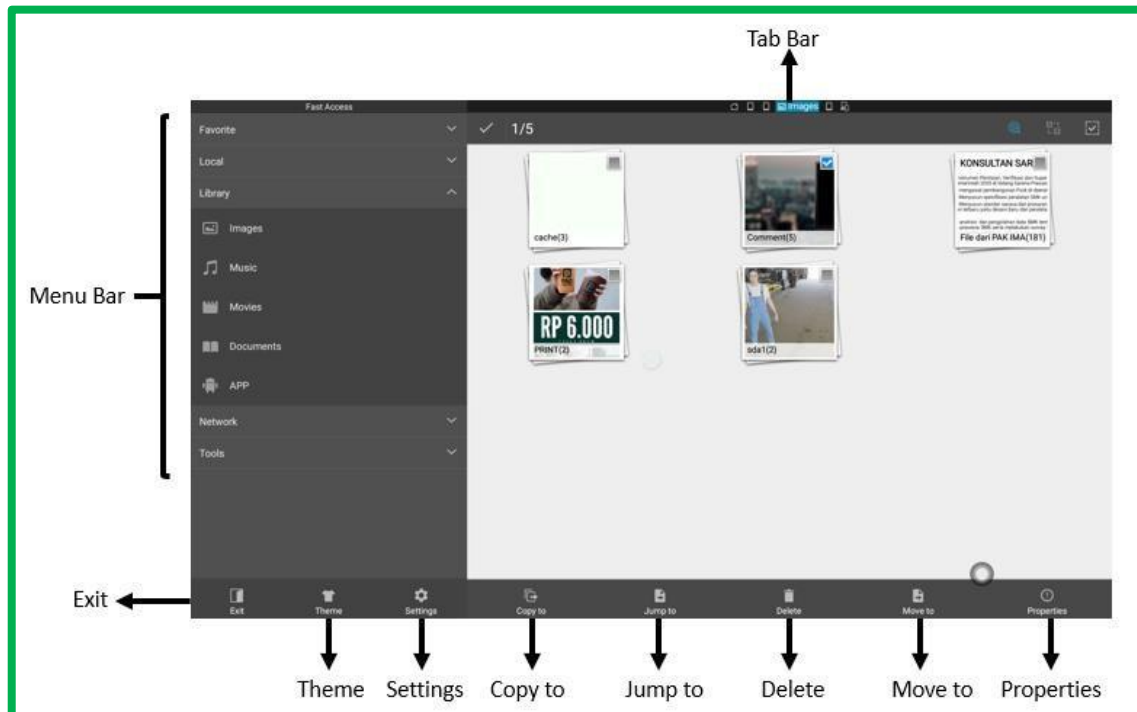 Tab Bar
Fast Access
Images
Favorite
1/5
Local
Library
Images
Music
Movies
Documents
APP
Network
Tools
Menu Bar
cache(3)
Comment(5)
KONSULTAN SAR
File dari PAK IMA(181)
RP 6.000
PRINT(2)
sda1(2)
Exit
Exit
Theme
Settings
Copy to
Jump to
Delete
Move to
Properties
Theme
Settings
Copy to
Jump to
Delete
Move to
Properties